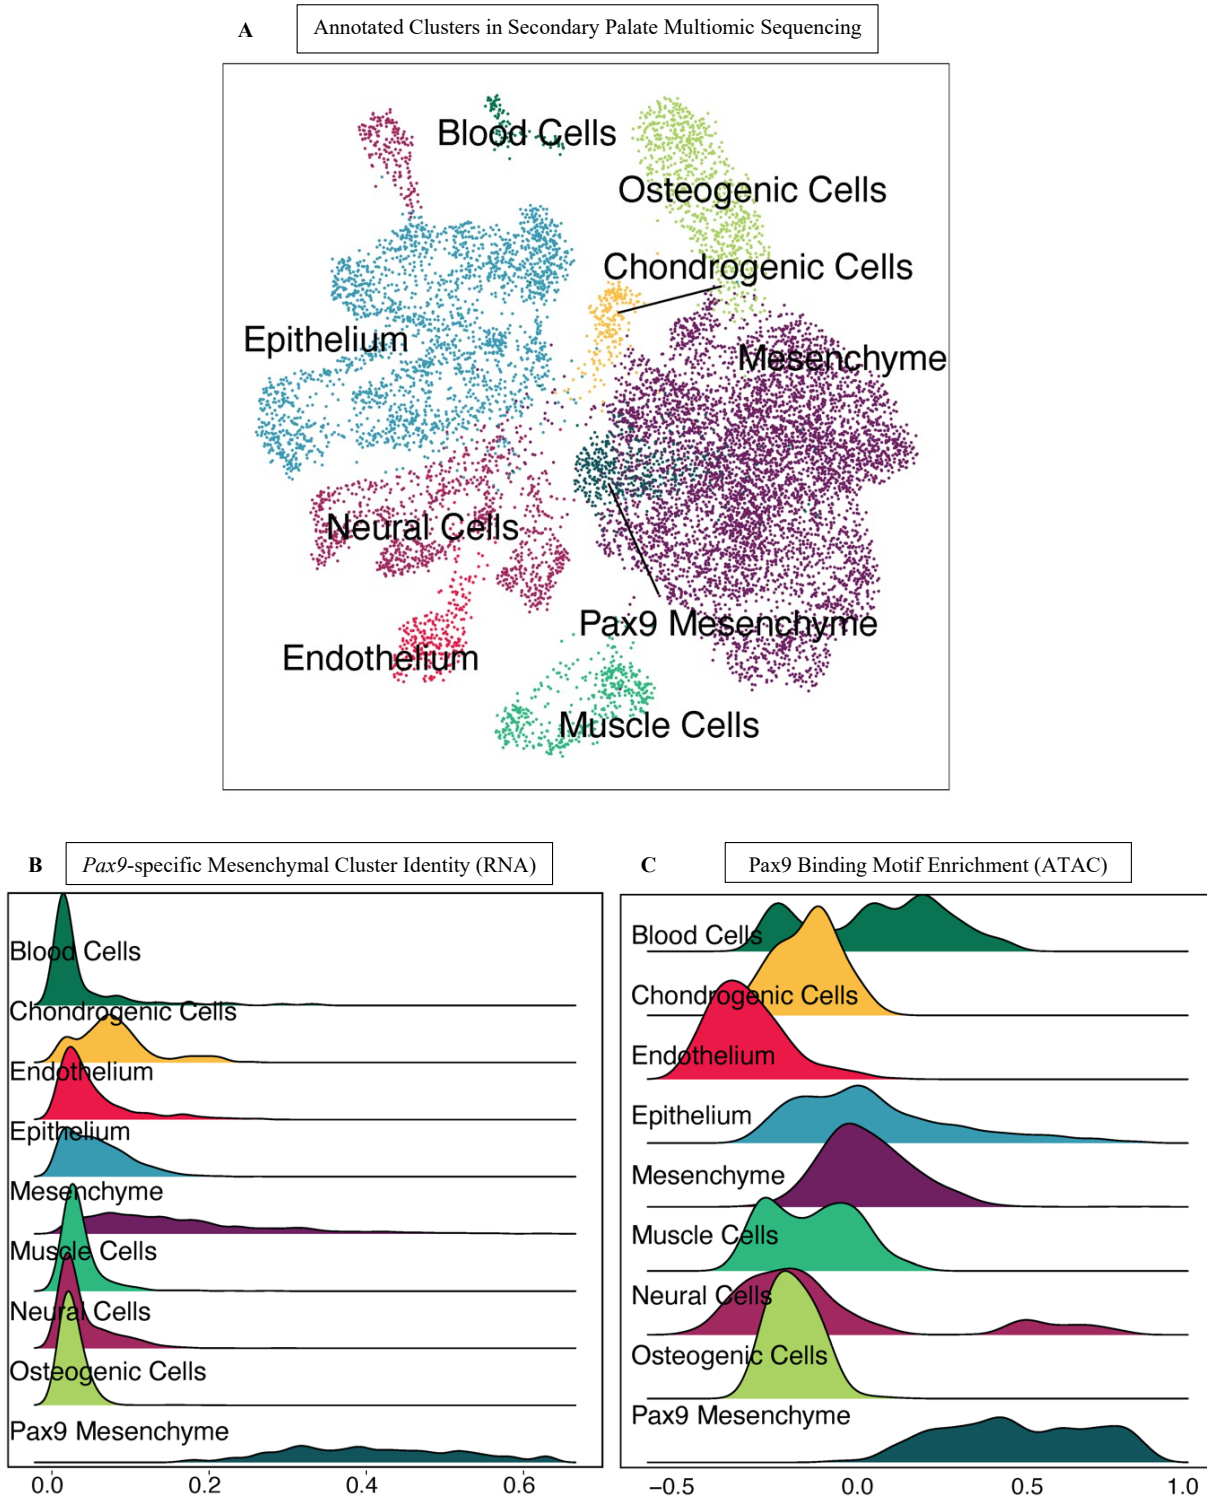 A
Annotated Clusters in Secondary Palate Multiomic Sequencing
Blood Cells
Osteogenic Cells
Chondrogenic Cells
Epithelium
Mesenchyme
Neural Cells
Pax9 Mesenchyme
Endothelium
Muscle Cells
B
Pax9-specific Mesenchymal Cluster Identity (RNA)
Blood Cells
Chondrogenic Cells
Endothelium
Epithelium
Mesenchyme
Muscle Cells
Neural Cells
Osteogenic Cells
Pax9 Mesenchyme
0.0 0.2 0.4 0.6
C
Pax9 Binding Motif Enrichment (ATAC)
Blood Cells
Chondrogenic Cells
Endothelium
Epithelium
Mesenchyme
Muscle Cells
Neural Cells
Osteogenic Cells
Pax9 Mesenchyme
−0.5 0.0 0.5 1.0